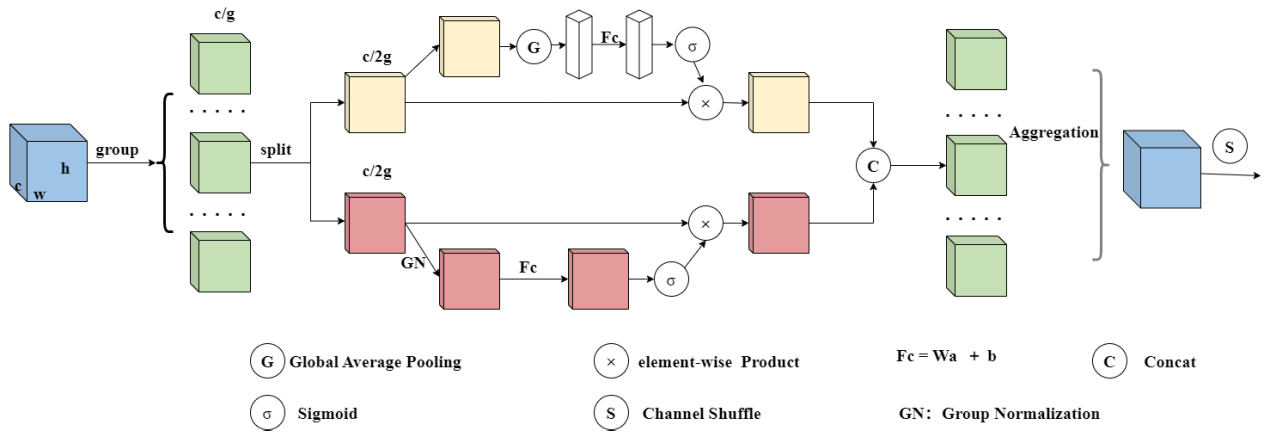 c/g
c/2g
G
Fc
σ
×
group
split
h
c
w
c/2g
C
Aggregation
S
×
GN
Fc
σ
G Global Average Pooling
× element-wise Product
Fc = Wa + b
C Concat
σ Sigmoid
S Channel Shuffle
GN: Group Normalization